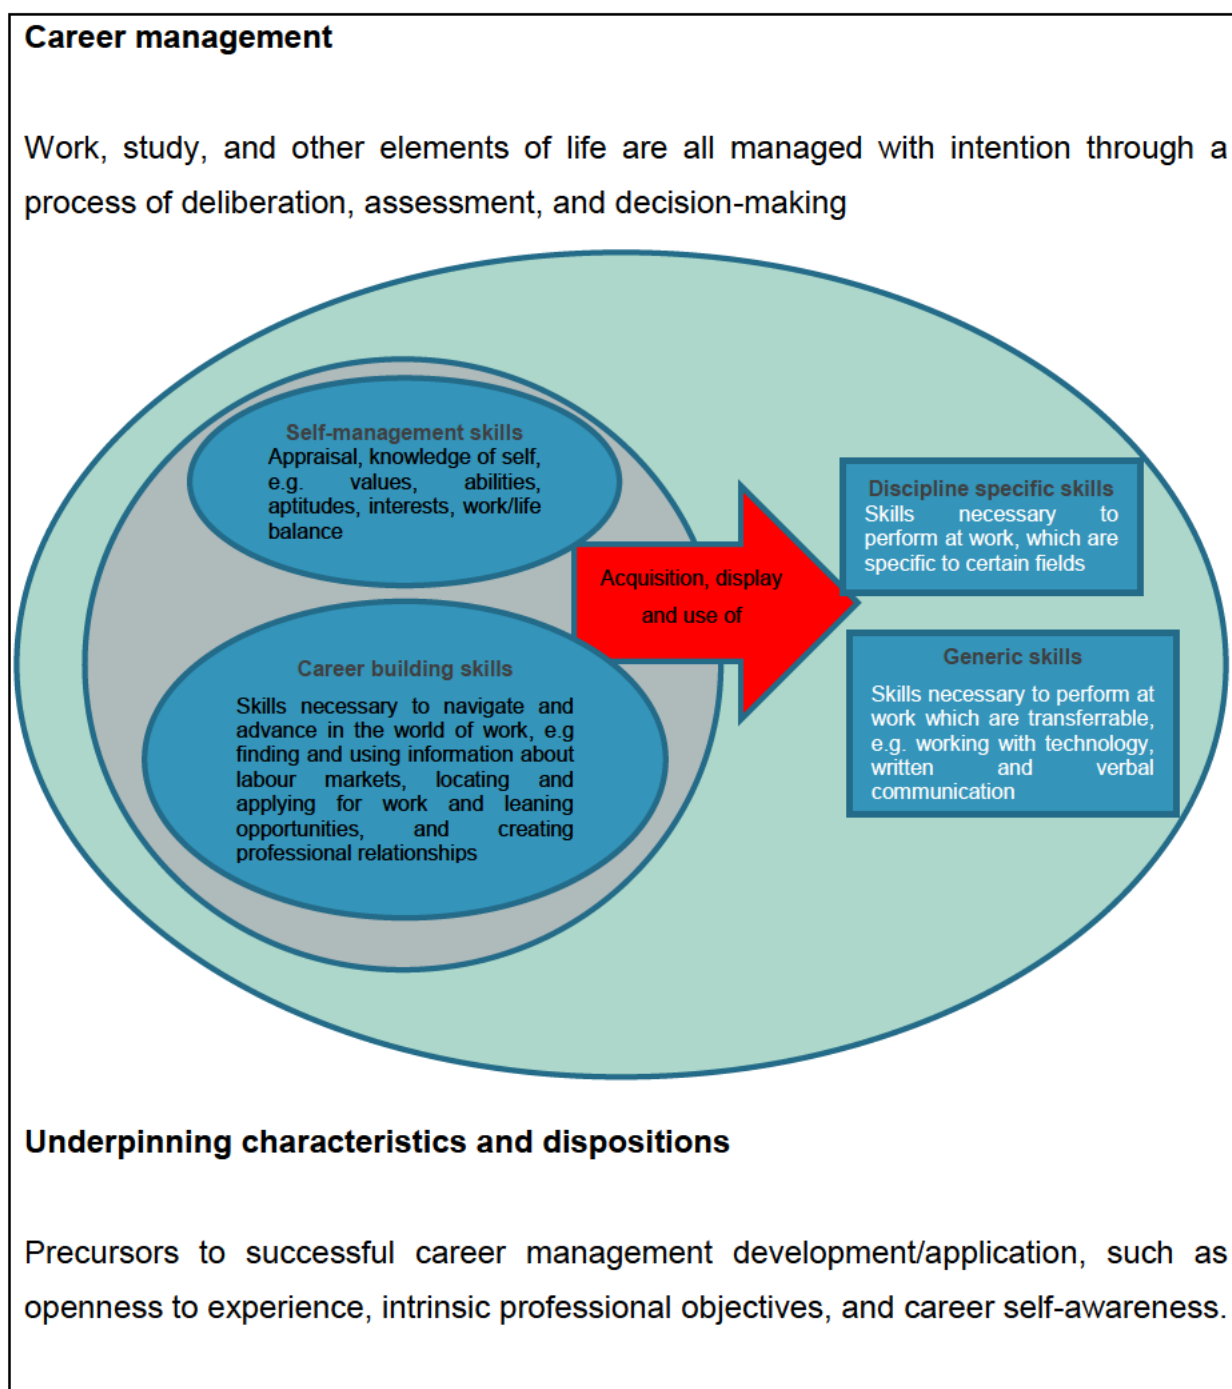 Career management
Work, study, and other elements of life are all managed with intention through a
process of deliberation, assessment, and decision-making
Self-management skills
Appraisal, knowledge of self,
e.g. values, abilities,
aptitudes, interests, work/life
balance
Career building skills
Skills necessary to navigate and
advance in the world of work, e.g
finding and using information about
labour markets, locating and
applying for work and leaning
opportunities, and creating
professional relationships
Acquisition, display
and use of
Discipline specific skills
Skills necessary to
perform at work, which are
specific to certain fields
Generic skills
Skills necessary to perform at
work which are transferrable,
e.g. working with technology,
written and verbal
communication
Underpinning characteristics and dispositions
Precursors to successful career management development/application, such as
openness to experience, intrinsic professional objectives, and career self-awareness.